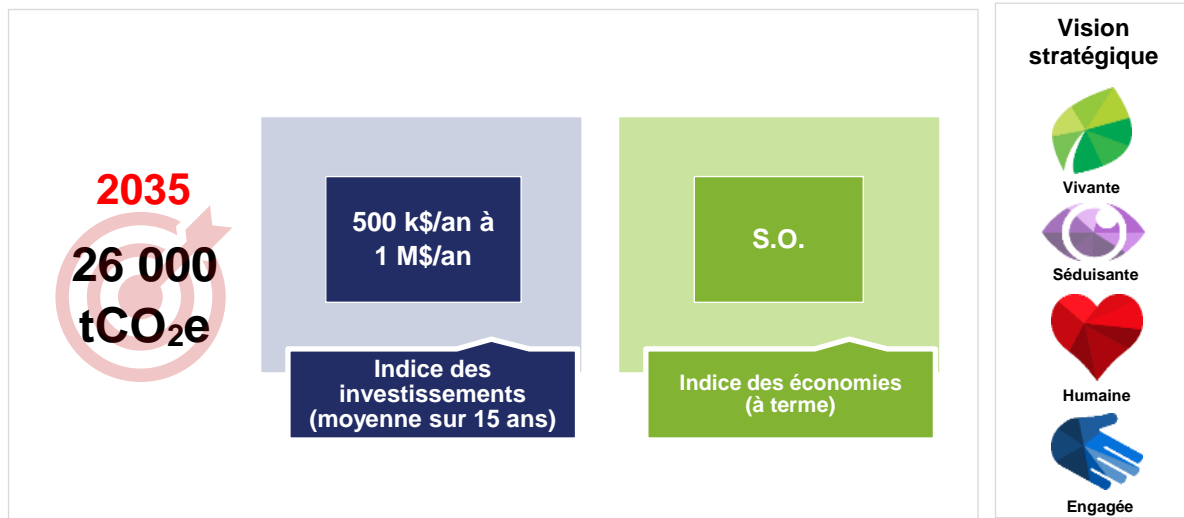 2035
26 000
tCO₂e
500 k$/an à
1 M$/an
Indice des
investissements
(moyenne sur 15 ans)
S.O.
Indice des économies
(à terme)
Vision
stratégique
Vivante
Séduisante
Humaine
Engagée